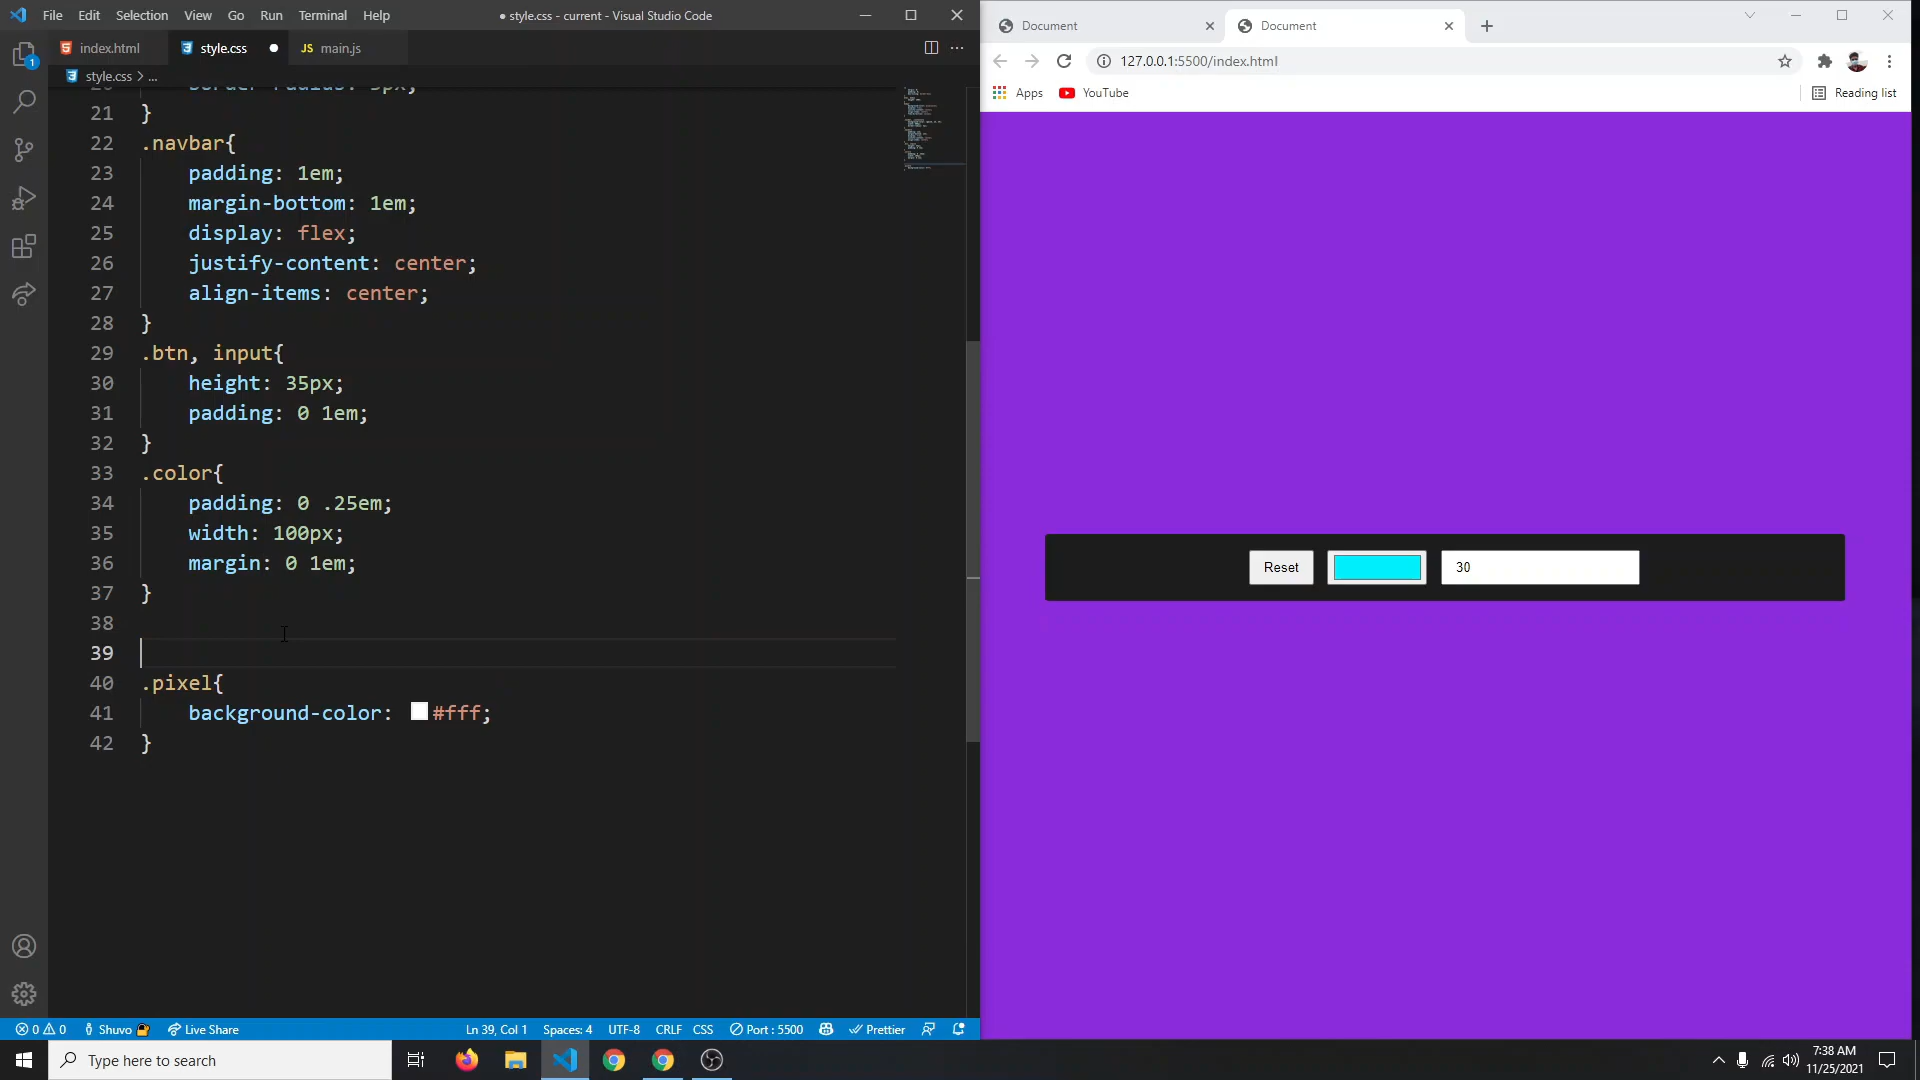 File Edit Selection View Go Run Terminal Help
● style.css - current - Visual Studio Code
index.html
style.css
JS main.js
style.css > ...
20 border-radius: 5px;
21 }
22 .navbar{
23 padding: 1em;
24 margin-bottom: 1em;
25 display: flex;
26 justify-content: center;
27 align-items: center;
28 }
29 .btn, input{
30 height: 35px;
31 padding: 0 1em;
32 }
33 .color{
34 padding: 0 .25em;
35 width: 100px;
36 margin: 0 1em;
37 }
38
39
40 .pixel{
41 background-color: #fff;
42 }
1
0 0 Shuvo Live Share Ln 39, Col 1 Spaces: 4 UTF-8 CRLF CSS Port : 5500 Prettier
Document
Document
127.0.0.1:5500/index.html
Apps YouTube Reading list
Reset 30
Type here to search
7:38 AM
11/25/2021